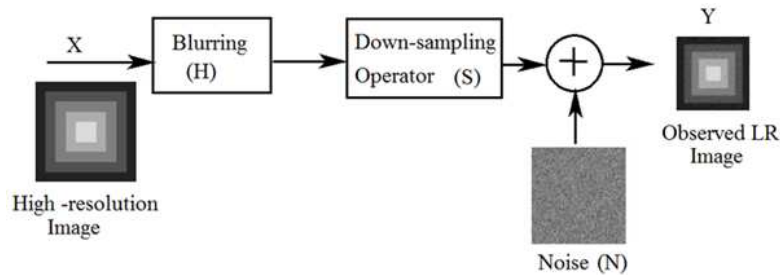 X
Blurring
(H)
Down-sampling
Operator (S)
+
Y
High -resolution
Image
Noise (N)
Observed LR
Image